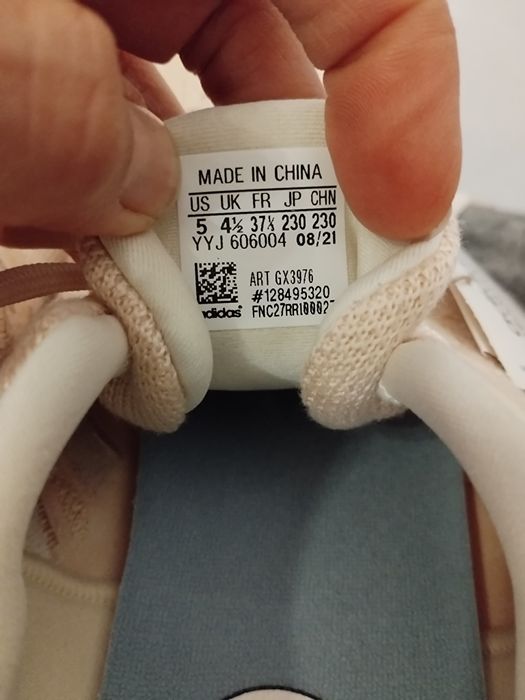 MADE IN CHINA
US UK FR JP CHN
5 4½ 37⅓ 230 230
YYJ 606004 08/21
ART GX3976
#128495320
adidas FNC27RRI0002